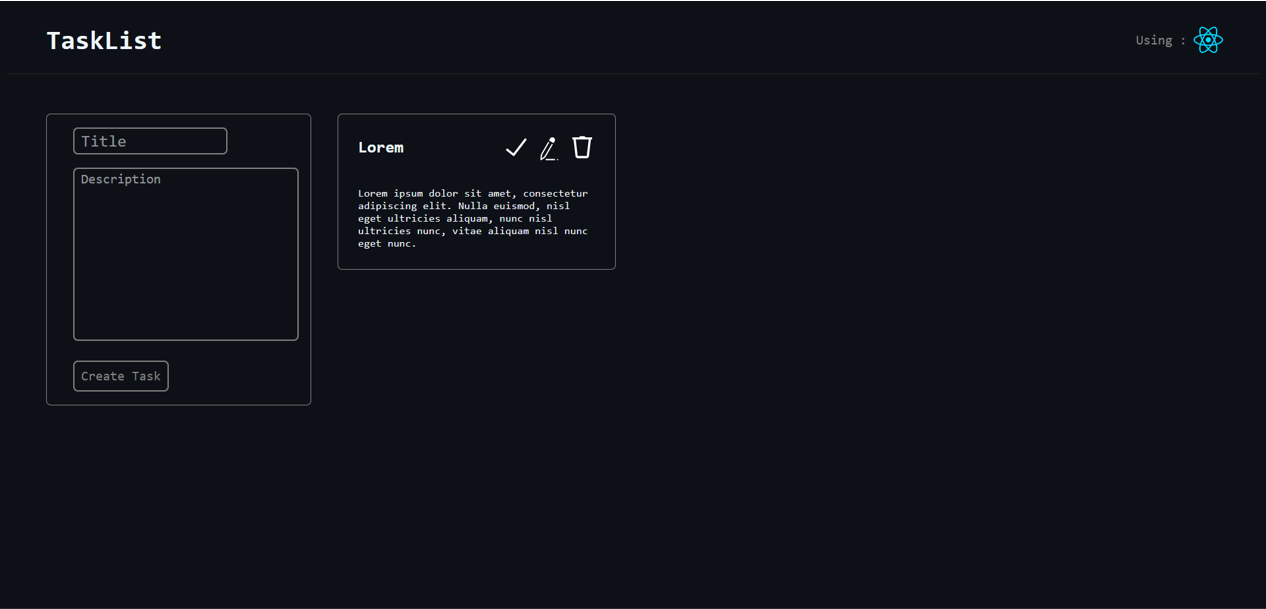 TaskList
Using :
Title
Description
Create Task
Lorem
Lorem ipsum dolor sit amet, consectetur
adipiscing elit. Nulla euismod, nisl
eget ultricies aliquam, nunc nisl
ultricies nunc, vitae aliquam nisl nunc
eget nunc.